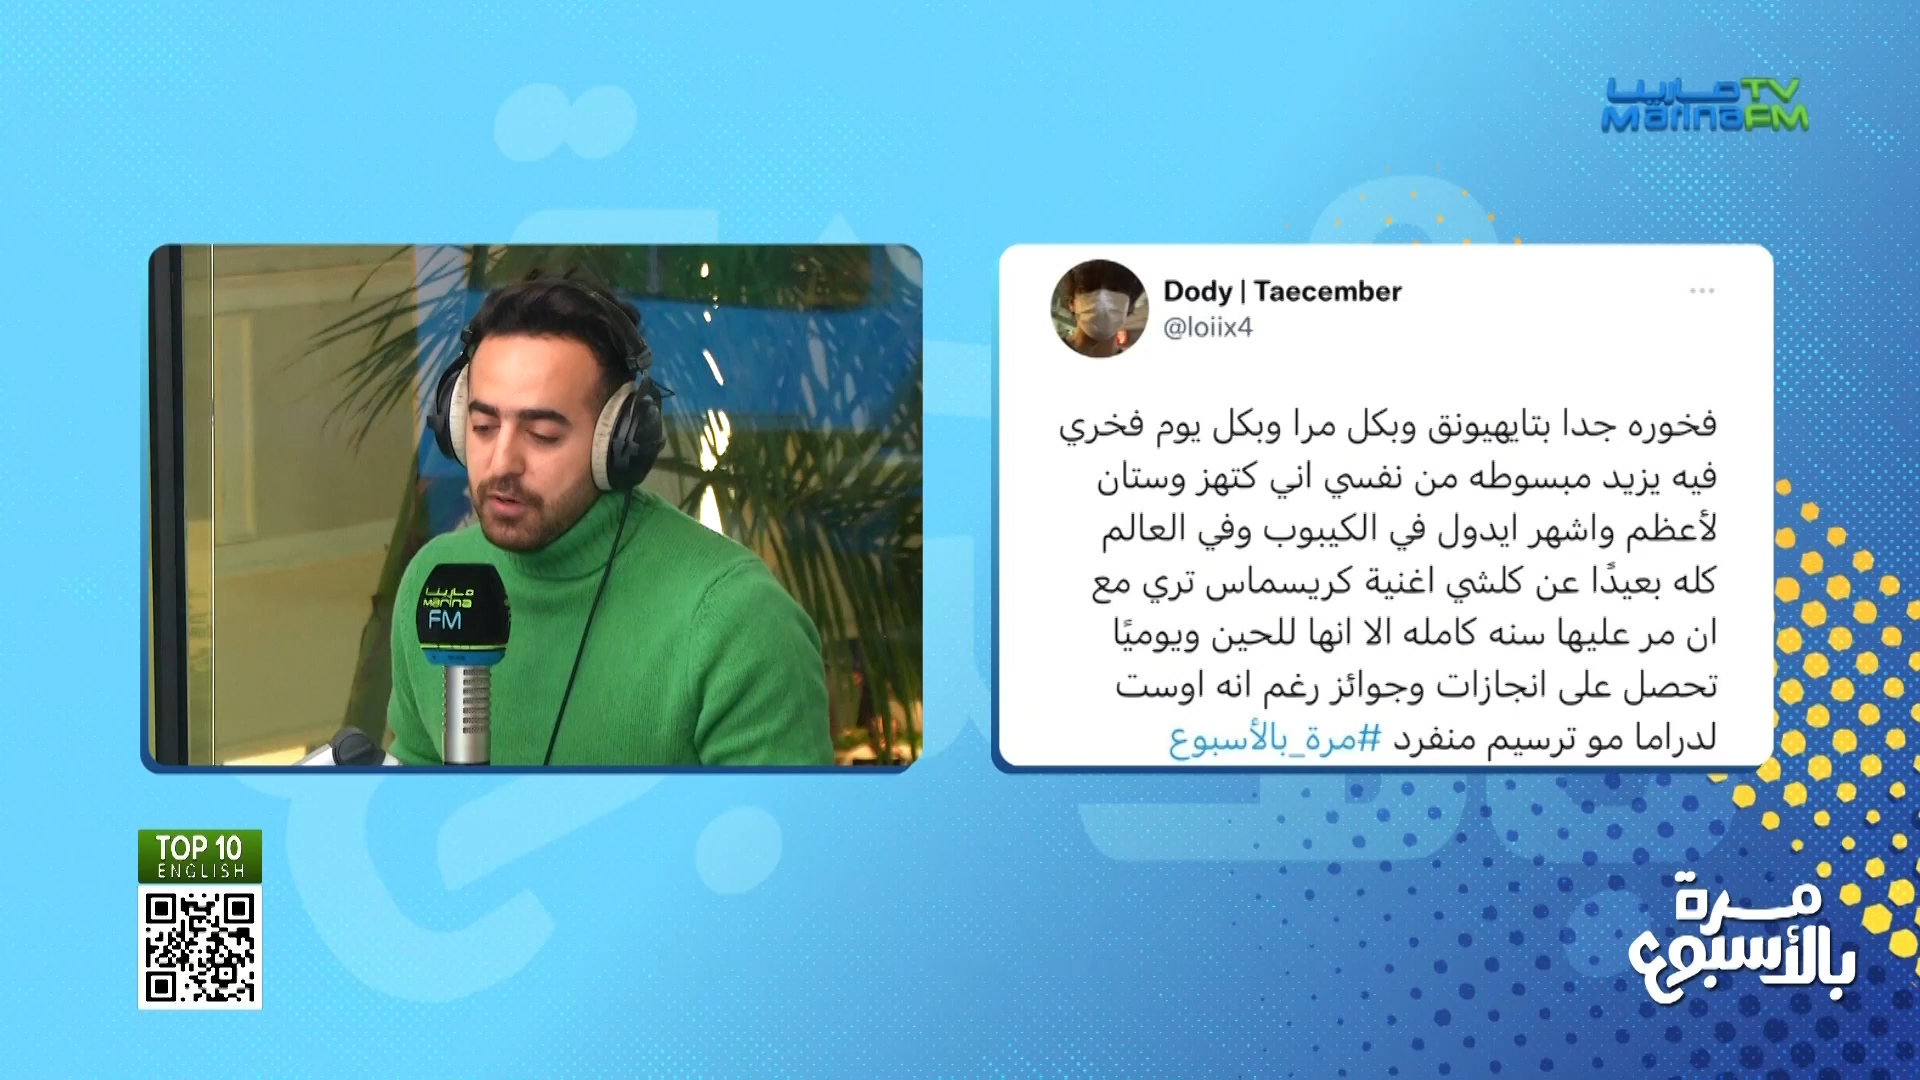 مارينا TV
Marina FM
Dody | Taecember
@loiix4
فخوره جدا بتايهيونق وبكل مرا وبكل يوم فخري
فيه يزيد مبسوطه من نفسي اني كتهز وستان
لأعظم واشهر ايدول في الكيبوب وفي العالم
كله بعيدًا عن كلشي اغنية كريسماس تري مع
ان مر عليها سنه كامله الا انها للحين ويوميًا
تحصل على انجازات وجوائز رغم انه اوست
لدراما مو ترسيم منفرد #مرة_بالأسبوع
مارينا
Marina
FM
TOP 10
ENGLISH
مرة
بالأسبوع